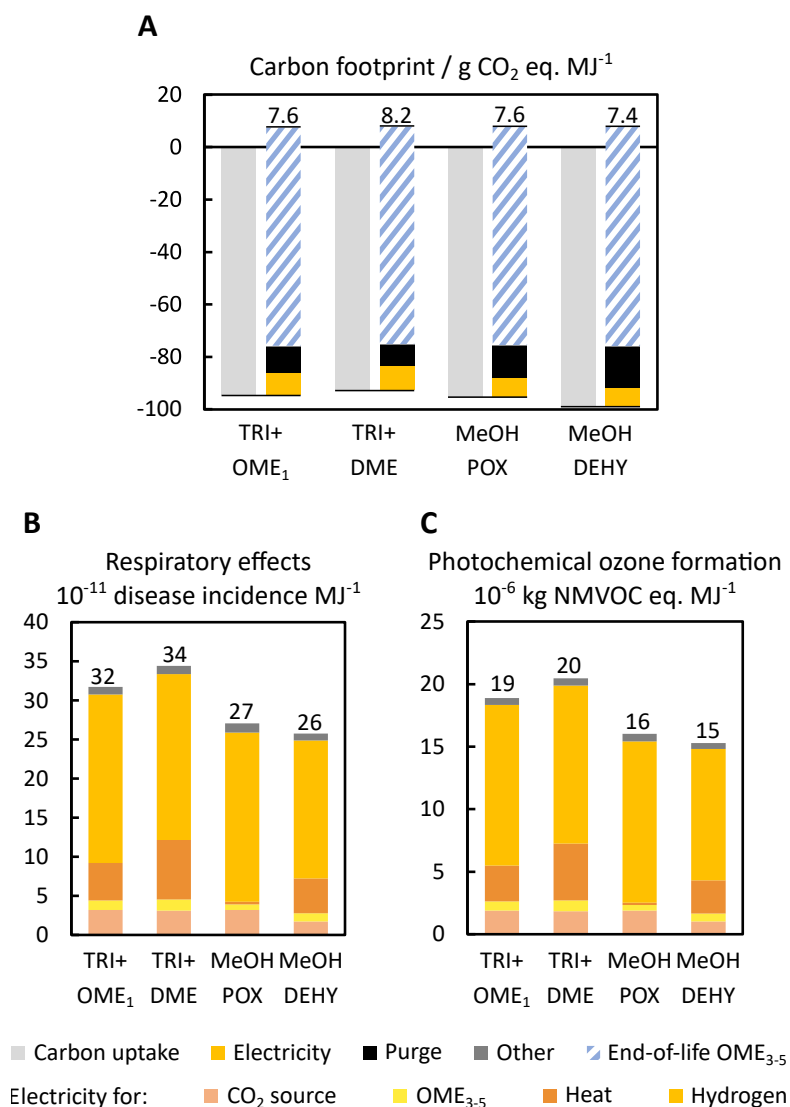 A
Carbon footprint / g CO₂ eq. MJ⁻¹
20
0
-20
-40
-60
-80
-100
7.6 8.2 7.6 7.4
TRI+ TRI+ MeOH MeOH
OME₁ DME POX DEHY
B
Respiratory effects
10⁻¹¹ disease incidence MJ⁻¹
40
35
30
25
20
15
10
5
0
32 34 27 26
TRI+ TRI+ MeOH MeOH
OME₁ DME POX DEHY
C
Photochemical ozone formation
10⁻⁶ kg NMVOC eq. MJ⁻¹
25
20
15
10
5
0
19 20 16 15
TRI+ TRI+ MeOH MeOH
OME₁ DME POX DEHY
Carbon uptake Electricity Purge Other End-of-life OME₃₋₅
Electricity for: CO₂ source OME₃₋₅ Heat Hydrogen